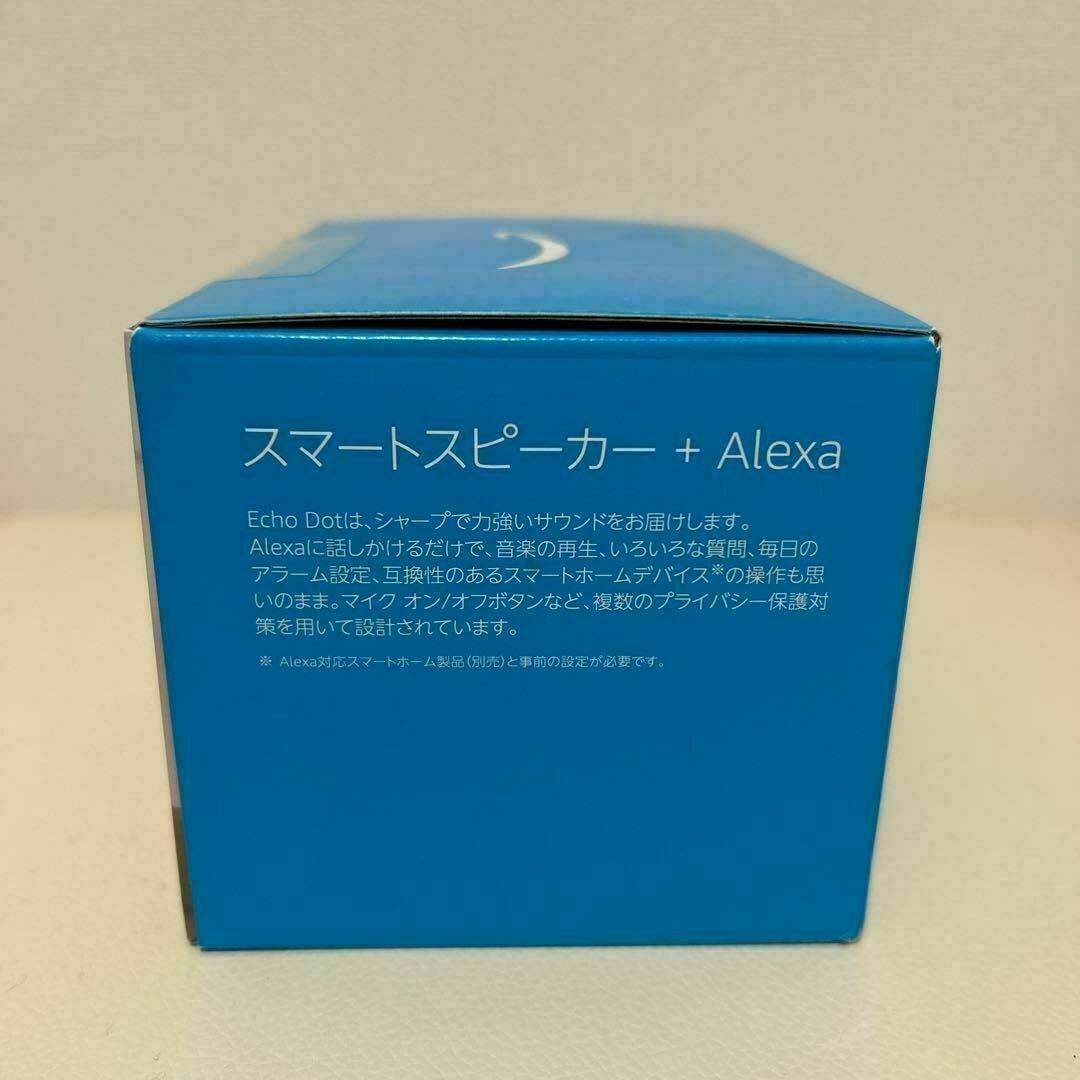 スマートスピーカー + Alexa
Echo Dotは、シャープで力強いサウンドをお届けします。
Alexaに話しかけるだけで、音楽の再生、いろいろな質問、毎日の
アラーム設定、互換性のあるスマートホームデバイス※の操作も思
いのまま。マイク オン/オフボタンなど、複数のプライバシー保護対
策を用いて設計されています。
※ Alexa対応スマートホーム製品(別売)と事前の設定が必要です。